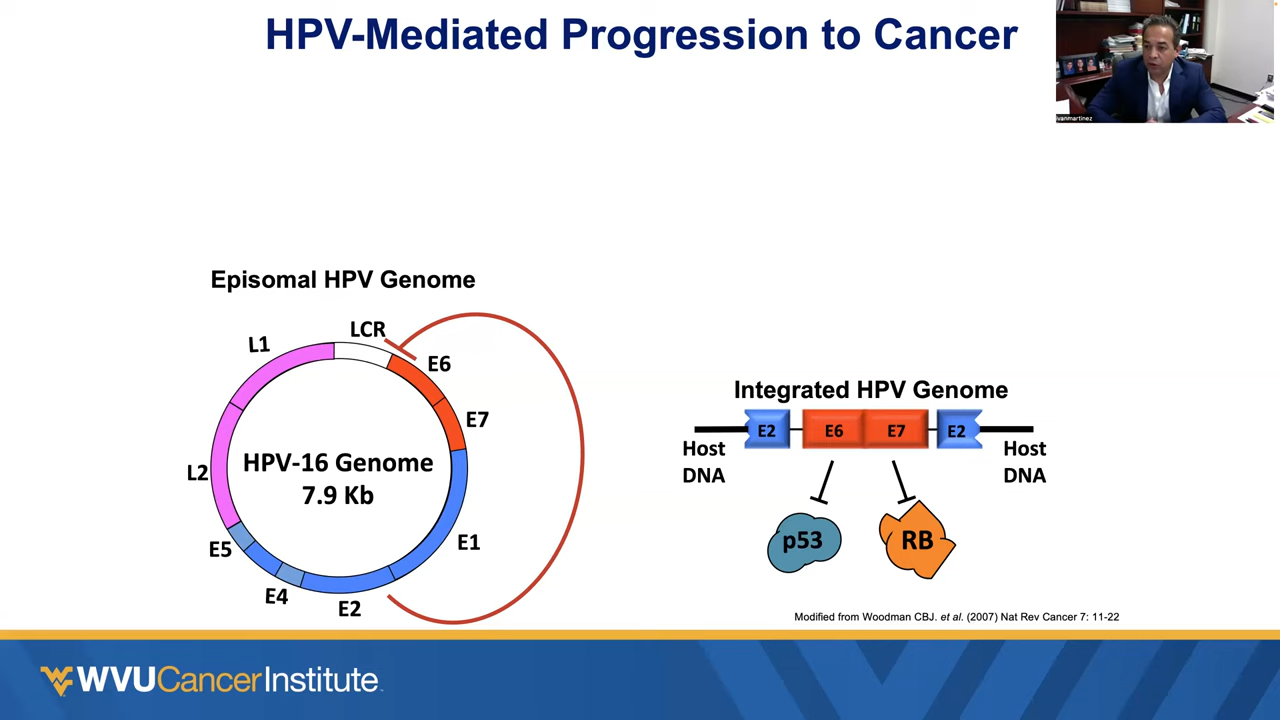 HPV-Mediated Progression to Cancer
Ivanmartinez
Episomal HPV Genome
LCR
L1
E6
E7
L2
HPV-16 Genome
7.9 Kb
E5
E1
E4
E2
Integrated HPV Genome
E2 E6 E7 E2
Host
DNA
Host
DNA
p53
RB
Modified from Woodman CBJ. et al. (2007) Nat Rev Cancer 7: 11-22
WVUCancerInstitute